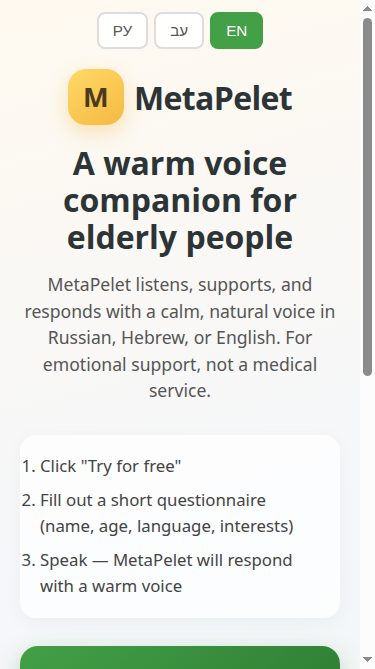 РУ
עב
EN
M
MetaPelet
A warm voice
companion for
elderly people
MetaPelet listens, supports, and
responds with a calm, natural voice in
Russian, Hebrew, or English. For
emotional support, not a medical
service.
1. Click "Try for free"
2. Fill out a short questionnaire
(name, age, language, interests)
3. Speak — MetaPelet will respond
with a warm voice